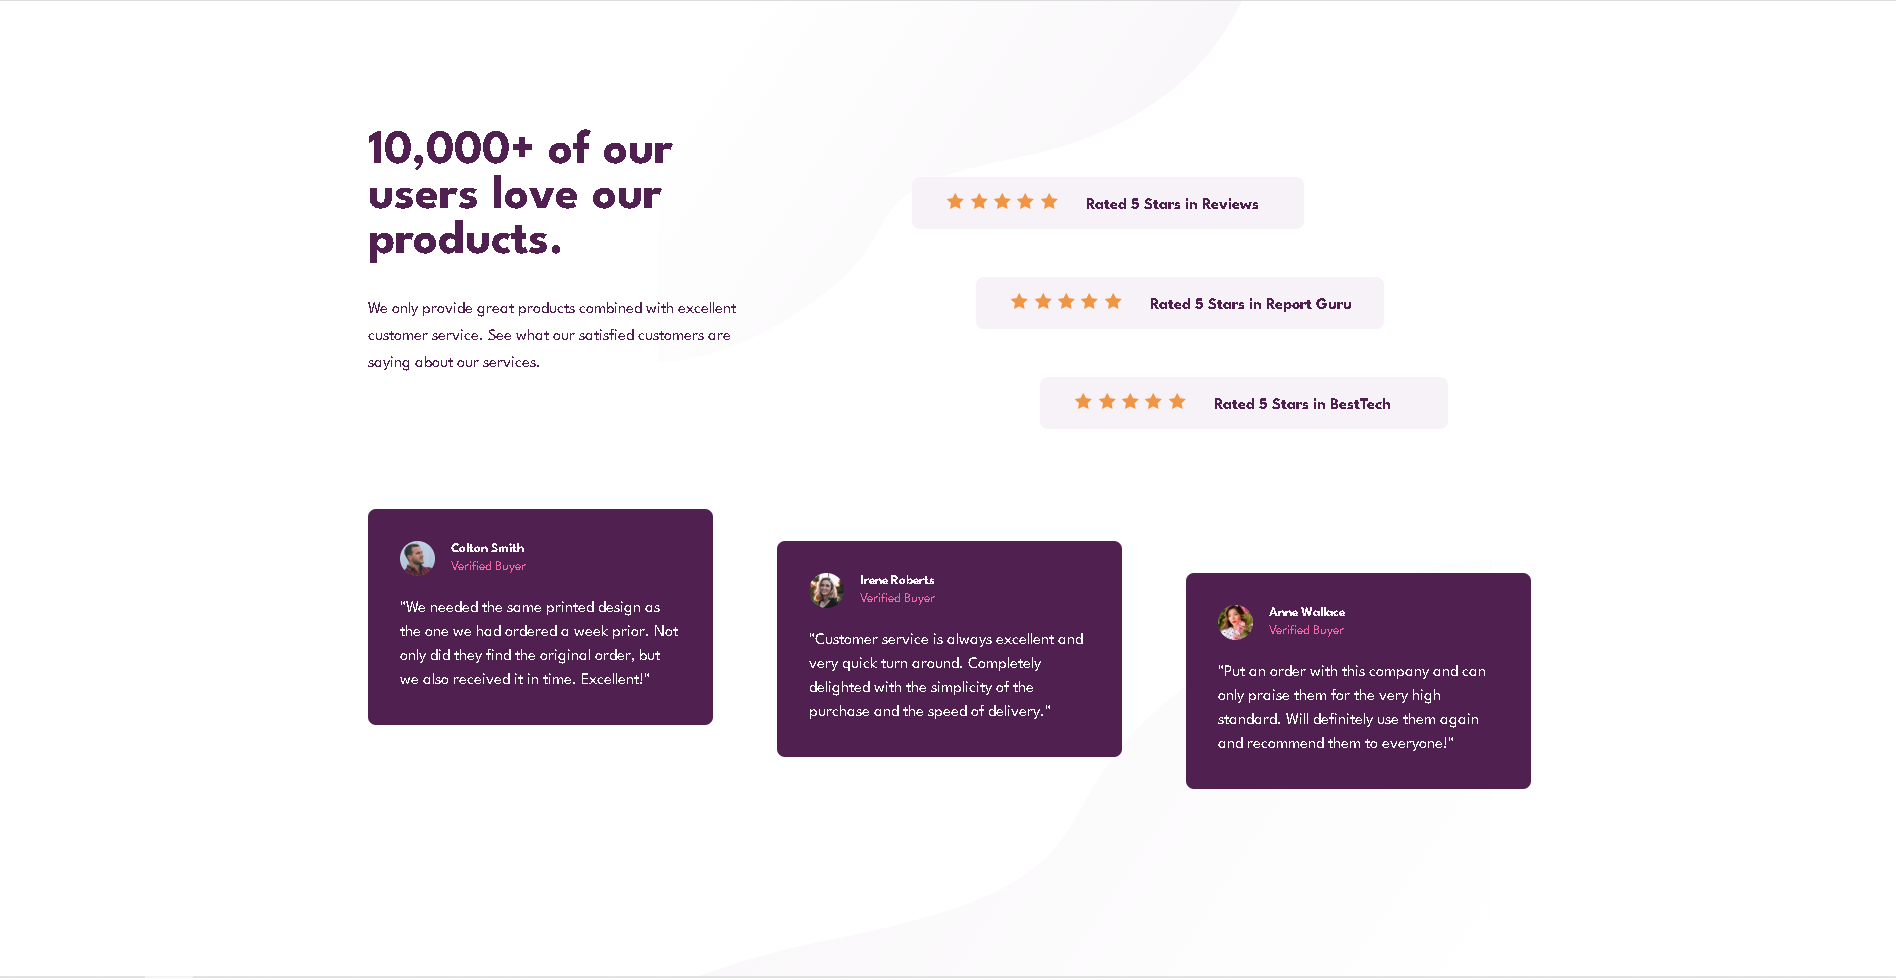 10,000+ of our
users love our
products.
We only provide great products combined with excellent
customer service. See what our satisfied customers are
saying about our services.
Rated 5 Stars in Reviews
Rated 5 Stars in Report Guru
Rated 5 Stars in BestTech
Colton Smith
Verified Buyer
"We needed the same printed design as
the one we had ordered a week prior. Not
only did they find the original order, but
we also received it in time. Excellent!"
Irene Roberts
Verified Buyer
"Customer service is always excellent and
very quick turn around. Completely
delighted with the simplicity of the
purchase and the speed of delivery."
Anne Wallace
Verified Buyer
"Put an order with this company and can
only praise them for the very high
standard. Will definitely use them again
and recommend them to everyone!"